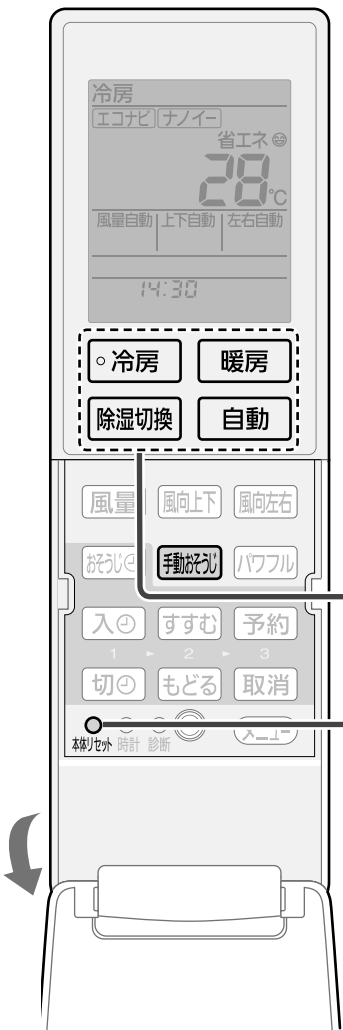 冷房
エコナビ ナノイー
省エネ
28℃
風量自動 上下自動 左右自動
14:30
冷房 暖房
除湿切換 自動
風量 風向上下 風向左右
おそうじ 手動おそうじ パワフル
入 すすむ 予約
1 ▸ 2 ▸ 3
切 もどる 取消
本体リセット 時計 診断 メニュー